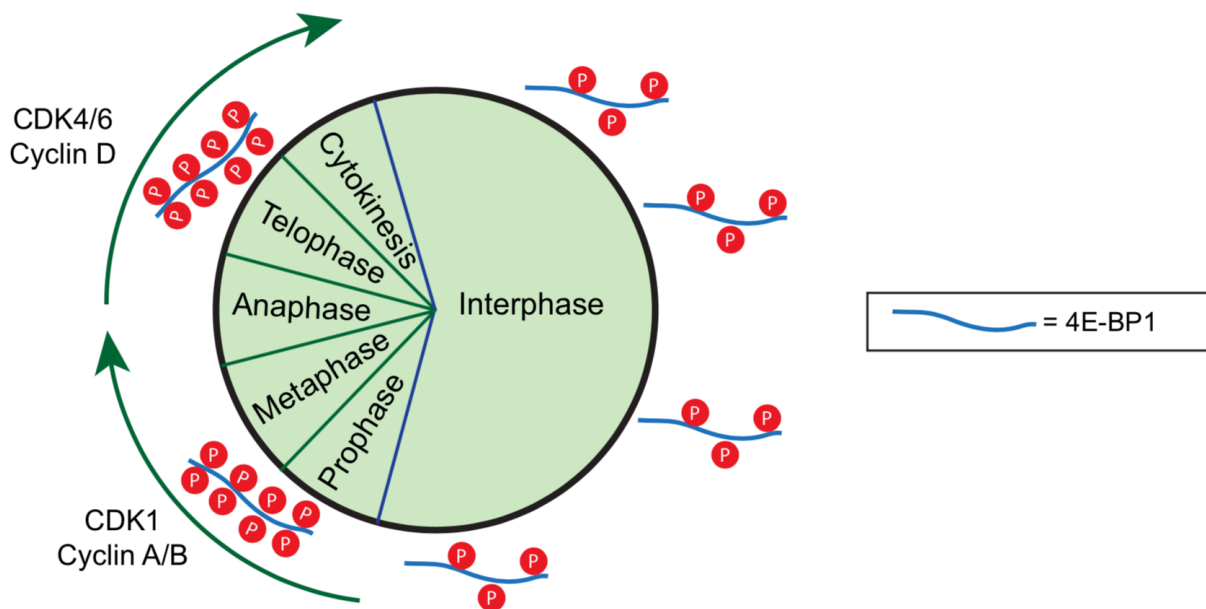 CDK4/6
Cyclin D
P
P
P
P
P
P
P
P
Cytokinesis
Telophase
Anaphase
Metaphase
Prophase
Interphase
P
P
P
P
P
P
P
P
P
= 4E-BP1
CDK1
Cyclin A/B
P
P
P
P
P
P
P
P
P
P
P